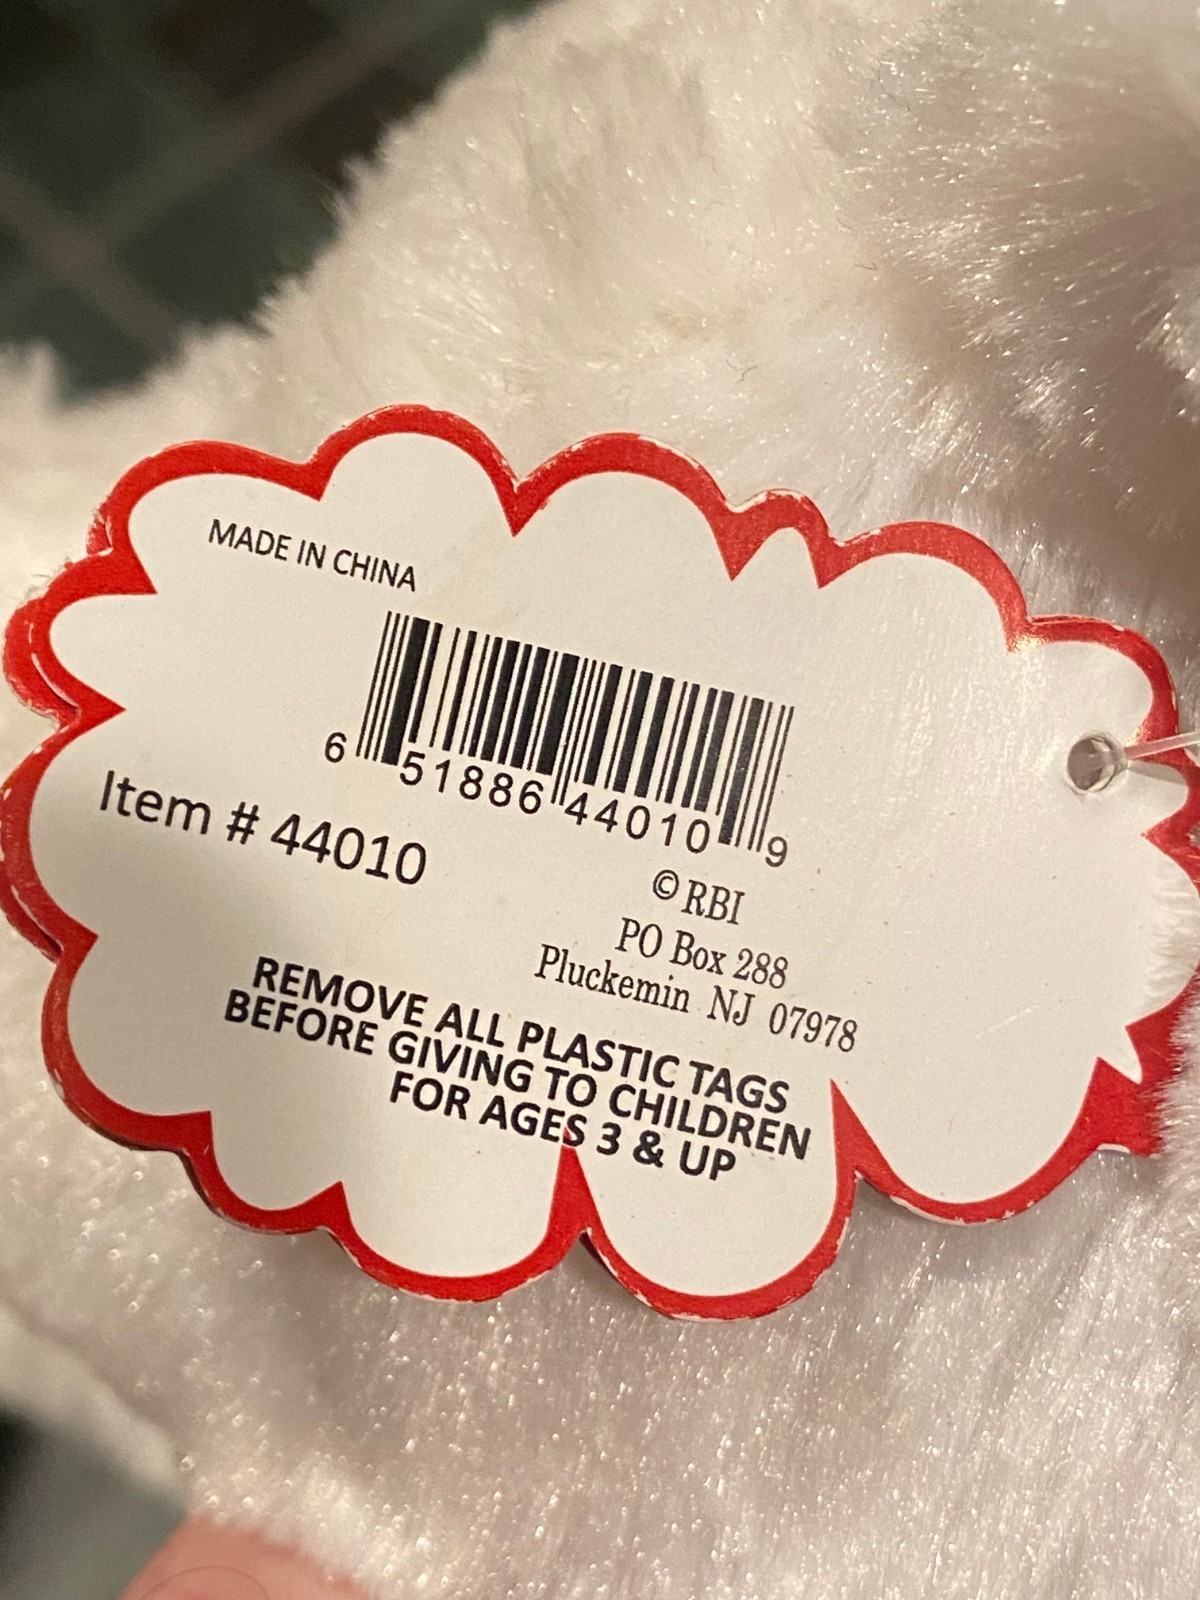 MADE IN CHINA
6 51886 44010 9
Item # 44010
© RBI
PO Box 288
Pluckemin NJ 07978
REMOVE ALL PLASTIC TAGS
BEFORE GIVING TO CHILDREN
FOR AGES 3 & UP